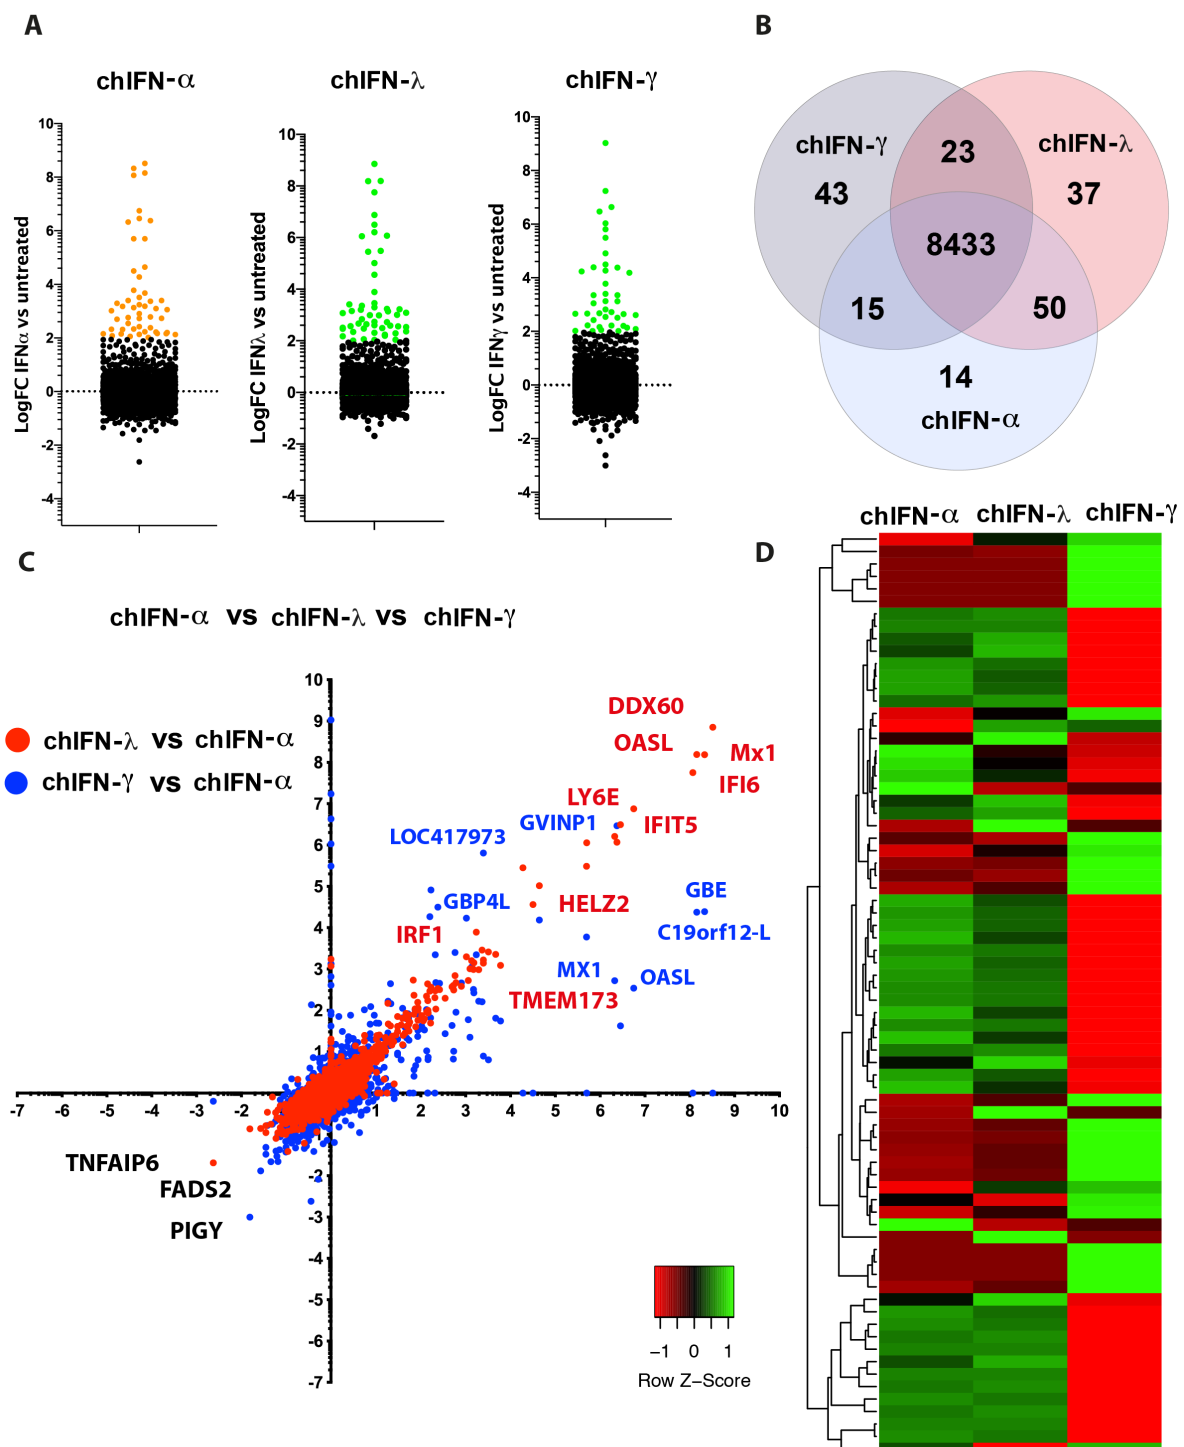 A
B
chIFN-α
chIFN-λ
chIFN-γ
LogFC IFNα vs untreated
10
8
6
4
2
0
-2
-4
LogFC IFNλ vs untreated
10
8
6
4
2
0
-2
-4
LogFC IFNγ vs untreated
10
8
6
4
2
0
-2
-4
chIFN-γ
43
23
chIFN-λ
37
8433
15
50
14
chIFN-α
C
chIFN-α vs chIFN-λ vs chIFN-γ
chIFN-λ vs chIFN-α
chIFN-γ vs chIFN-α
10
9
8
7
6
5
4
3
2
1
-2
-3
-4
-5
-6
-7
-7 -6 -5 -4 -3 -2 1 2 3 4 5 6 7 8 9 10
DDX60
OASL
Mx1
IFI6
LY6E
GVINP1
IFIT5
LOC417973
GBP4L
HELZ2
GBE
IRF1
C19orf12-L
MX1
OASL
TMEM173
TNFAIP6
FADS2
PIGY
D
chIFN-α chIFN-λ chIFN-γ
−1 0 1
Row Z−Score